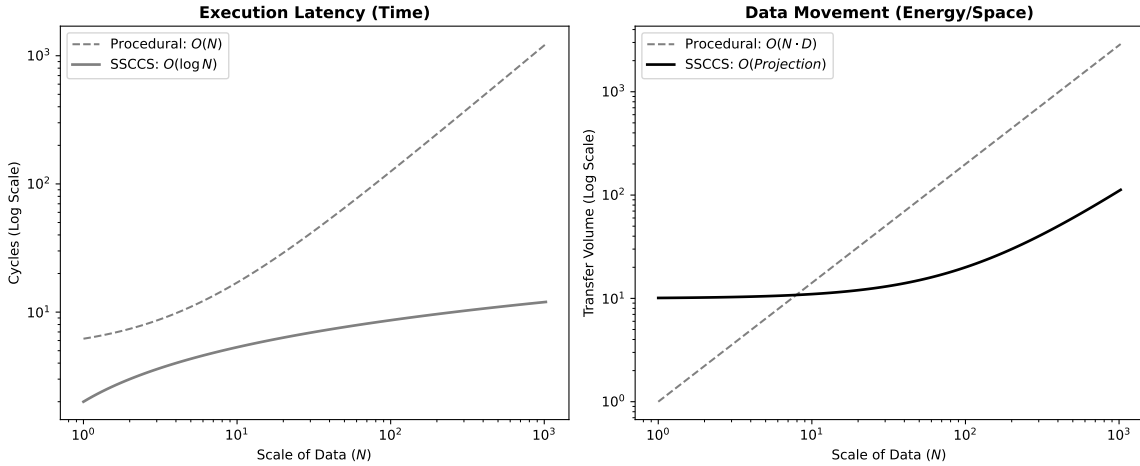 Execution Latency (Time)
Procedural: O(N)
SSCCS: O(log N)
Cycles (Log Scale)
10³
10²
10¹
10⁰
10¹
10²
10³
Scale of Data (N)
Data Movement (Energy/Space)
Procedural: O(N · D)
SSCCS: O(Projection)
Transfer Volume (Log Scale)
10³
10²
10¹
10⁰
10⁰
10¹
10²
10³
Scale of Data (N)